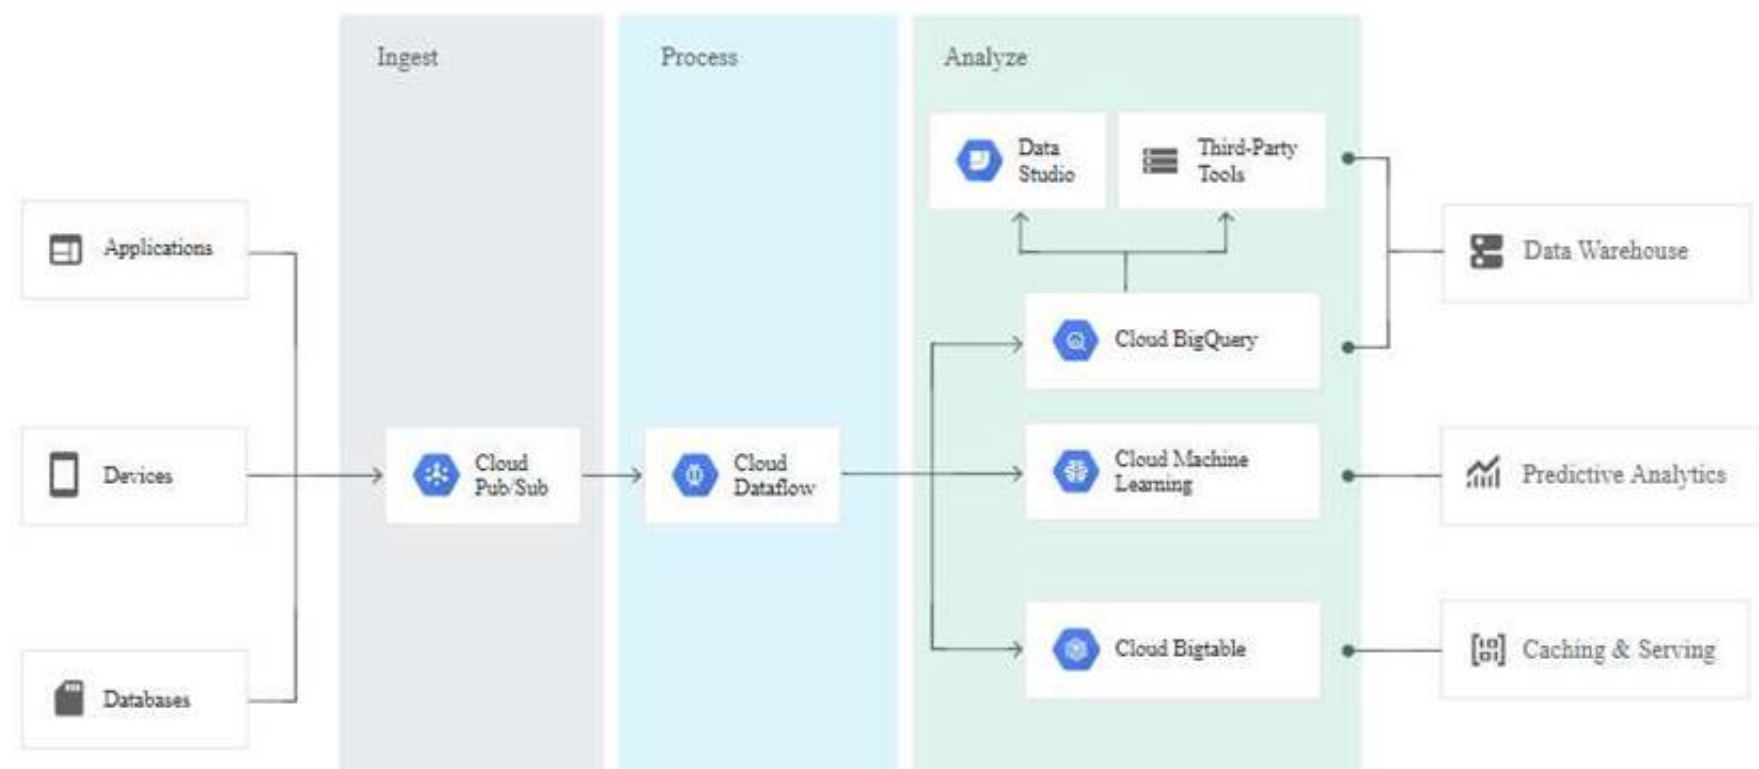 Ingest
Process
Analyze
Data
Studio
Third-Party
Tools
Applications
Data Warehouse
Cloud BigQuery
Devices
Cloud
Pub/Sub
Cloud
Dataflow
Cloud Machine
Learning
Predictive Analytics
Databases
Cloud Bigtable
Caching & Serving